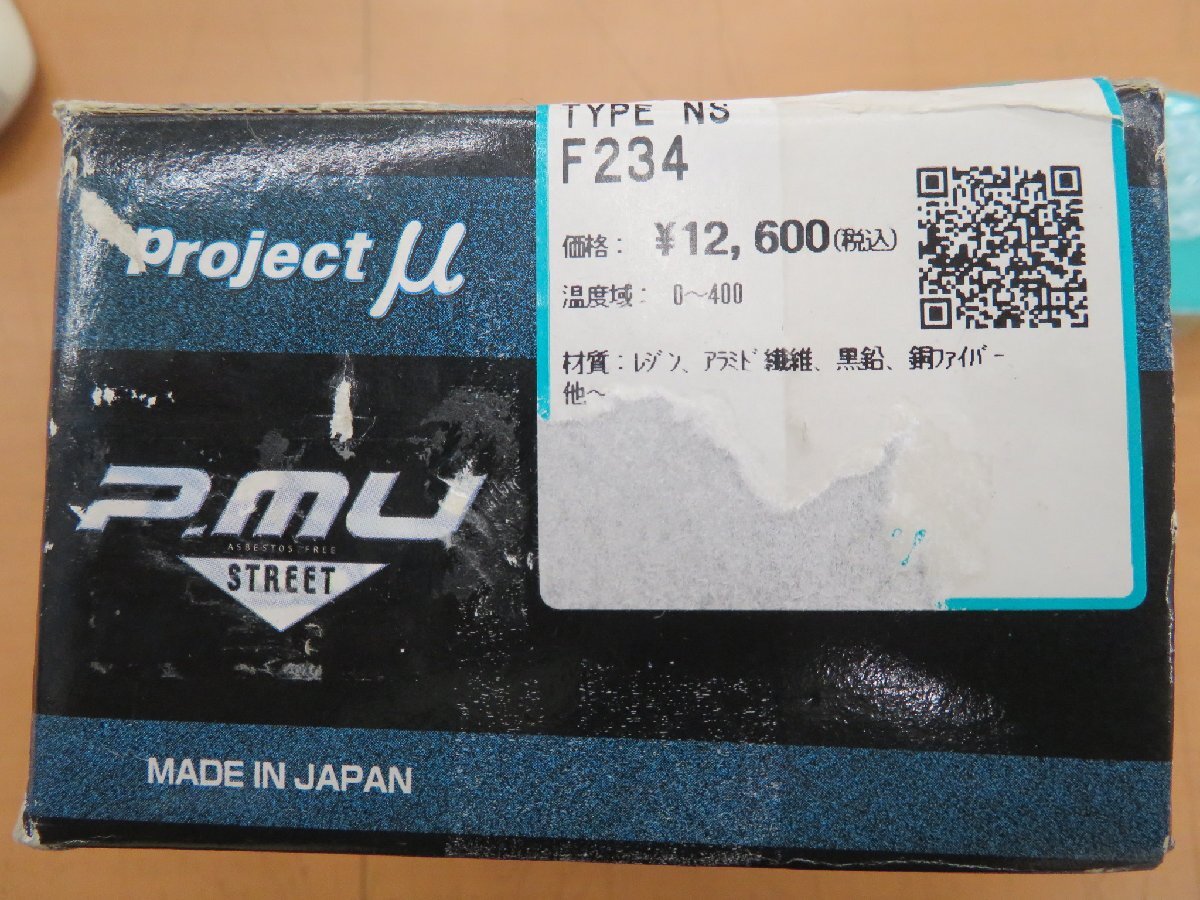 TYPE NS
F234
価格： ¥12,600(税込)
温度域： 0～400
材質：レジン、アラミド繊維、黒鉛、銅ファイバー
他～
project μ
P.MU
ASBESTOS FREE
STREET
MADE IN JAPAN